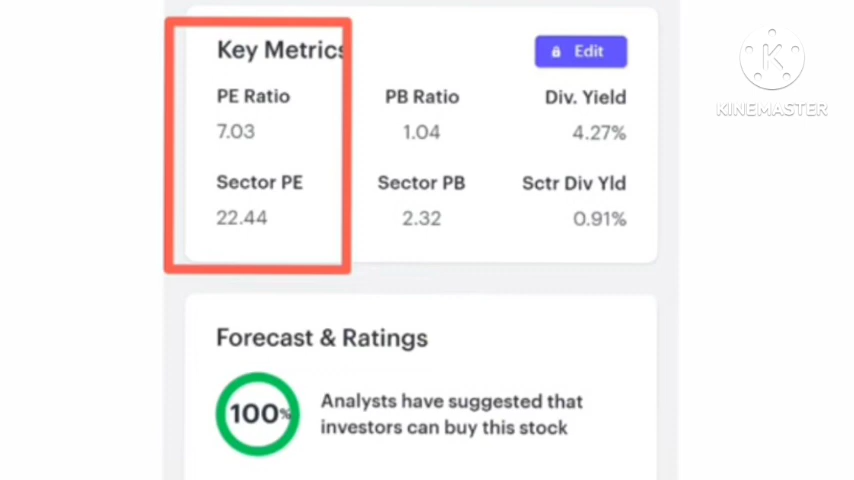 Key Metrics
Edit
PE Ratio PB Ratio Div. Yield
7.03 1.04 4.27%
Sector PE Sector PB Sctr Div Yld
22.44 2.32 0.91%
Forecast & Ratings
100%
Analysts have suggested that
investors can buy this stock
K
KINEMASTER